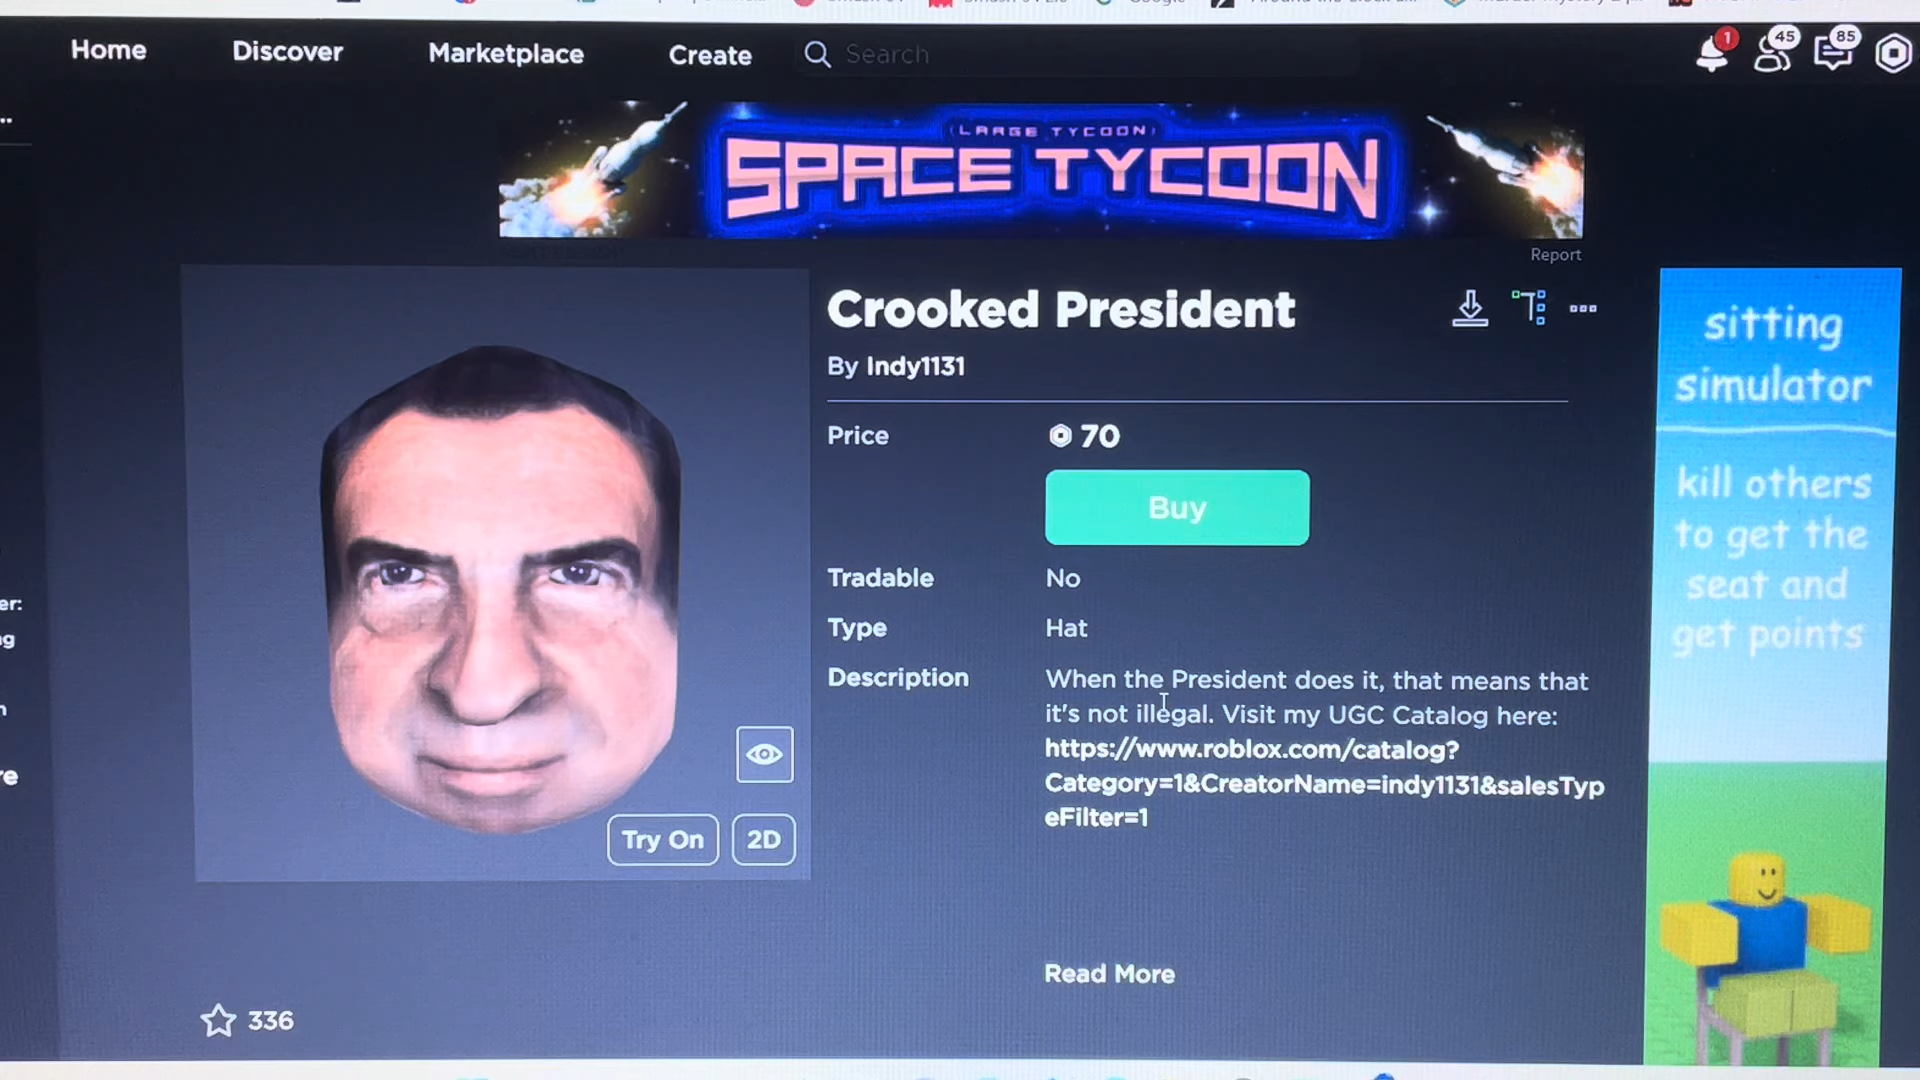 Home Discover Marketplace Create Search 1 45 85
(LARGE TYCOON)
SPACE TYCOON
Report
Crooked President
By Indy1131
Price 70
Buy
Tradable No
Type Hat
Description When the President does it, that means that
it's not illegal. Visit my UGC Catalog here:
https://www.roblox.com/catalog?
Category=1&CreatorName=indy1131&salesTyp
eFilter=1
Read More
Try On 2D
336
sitting
simulator
kill others
to get the
seat and
get points
er: